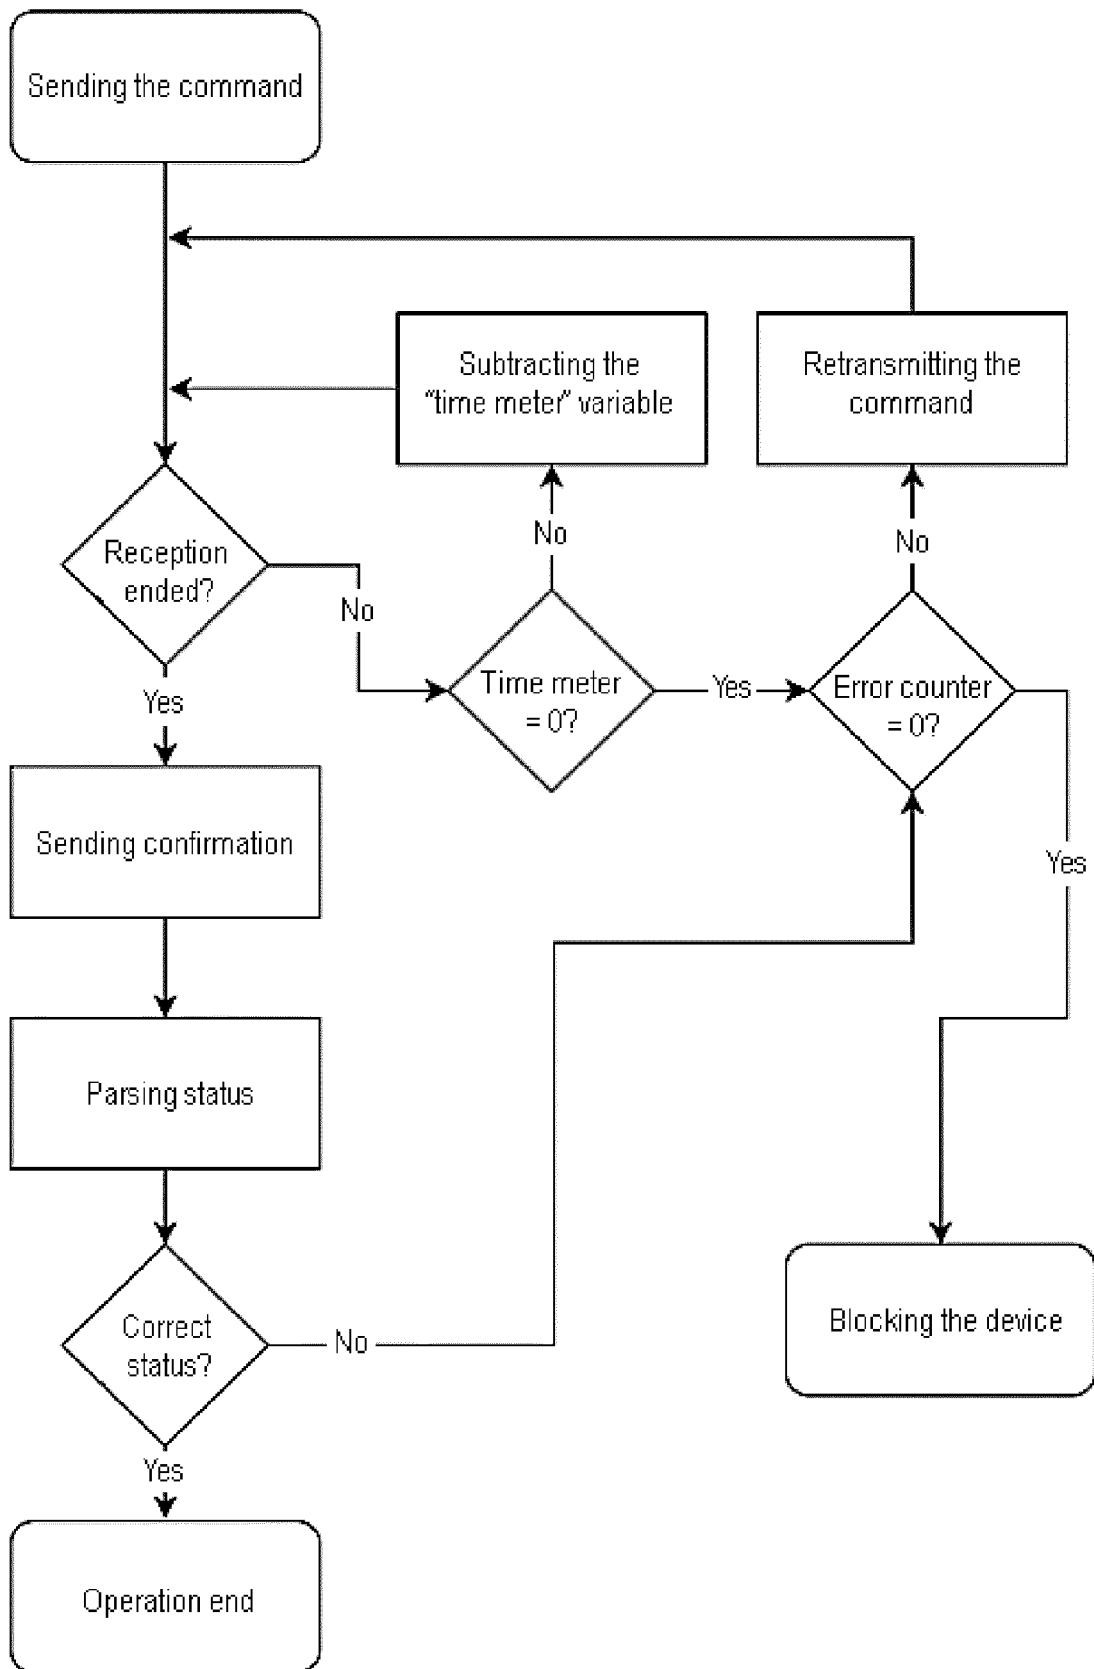 Sending the command
Subtracting the
“time meter” variable
Retransmitting the
command
No
No
Reception
ended?
No
Time meter
= 0?
Yes
Error counter
= 0?
Yes
Sending confirmation
Yes
Parsing status
Correct
status?
No
Blocking the device
Yes
Operation end